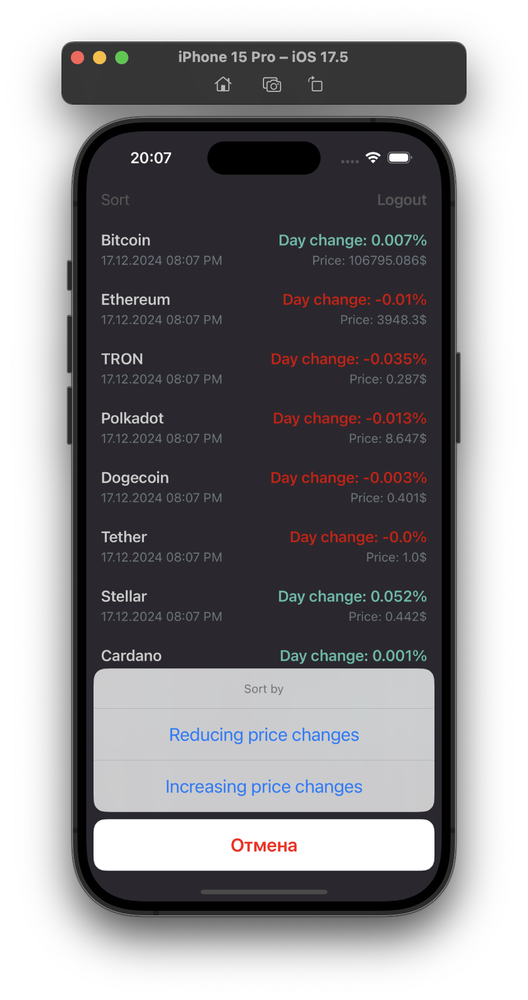 iPhone 15 Pro – iOS 17.5
20:07
Sort Logout
Bitcoin Day change: 0.007%
17.12.2024 08:07 PM Price: 106795.086$
Ethereum Day change: -0.01%
17.12.2024 08:07 PM Price: 3948.3$
TRON Day change: -0.035%
17.12.2024 08:07 PM Price: 0.287$
Polkadot Day change: -0.013%
17.12.2024 08:07 PM Price: 8.647$
Dogecoin Day change: -0.003%
17.12.2024 08:07 PM Price: 0.401$
Tether Day change: -0.0%
17.12.2024 08:07 PM Price: 1.0$
Stellar Day change: 0.052%
17.12.2024 08:07 PM Price: 0.442$
Cardano Day change: 0.001%
Sort by
Reducing price changes
Increasing price changes
Отмена